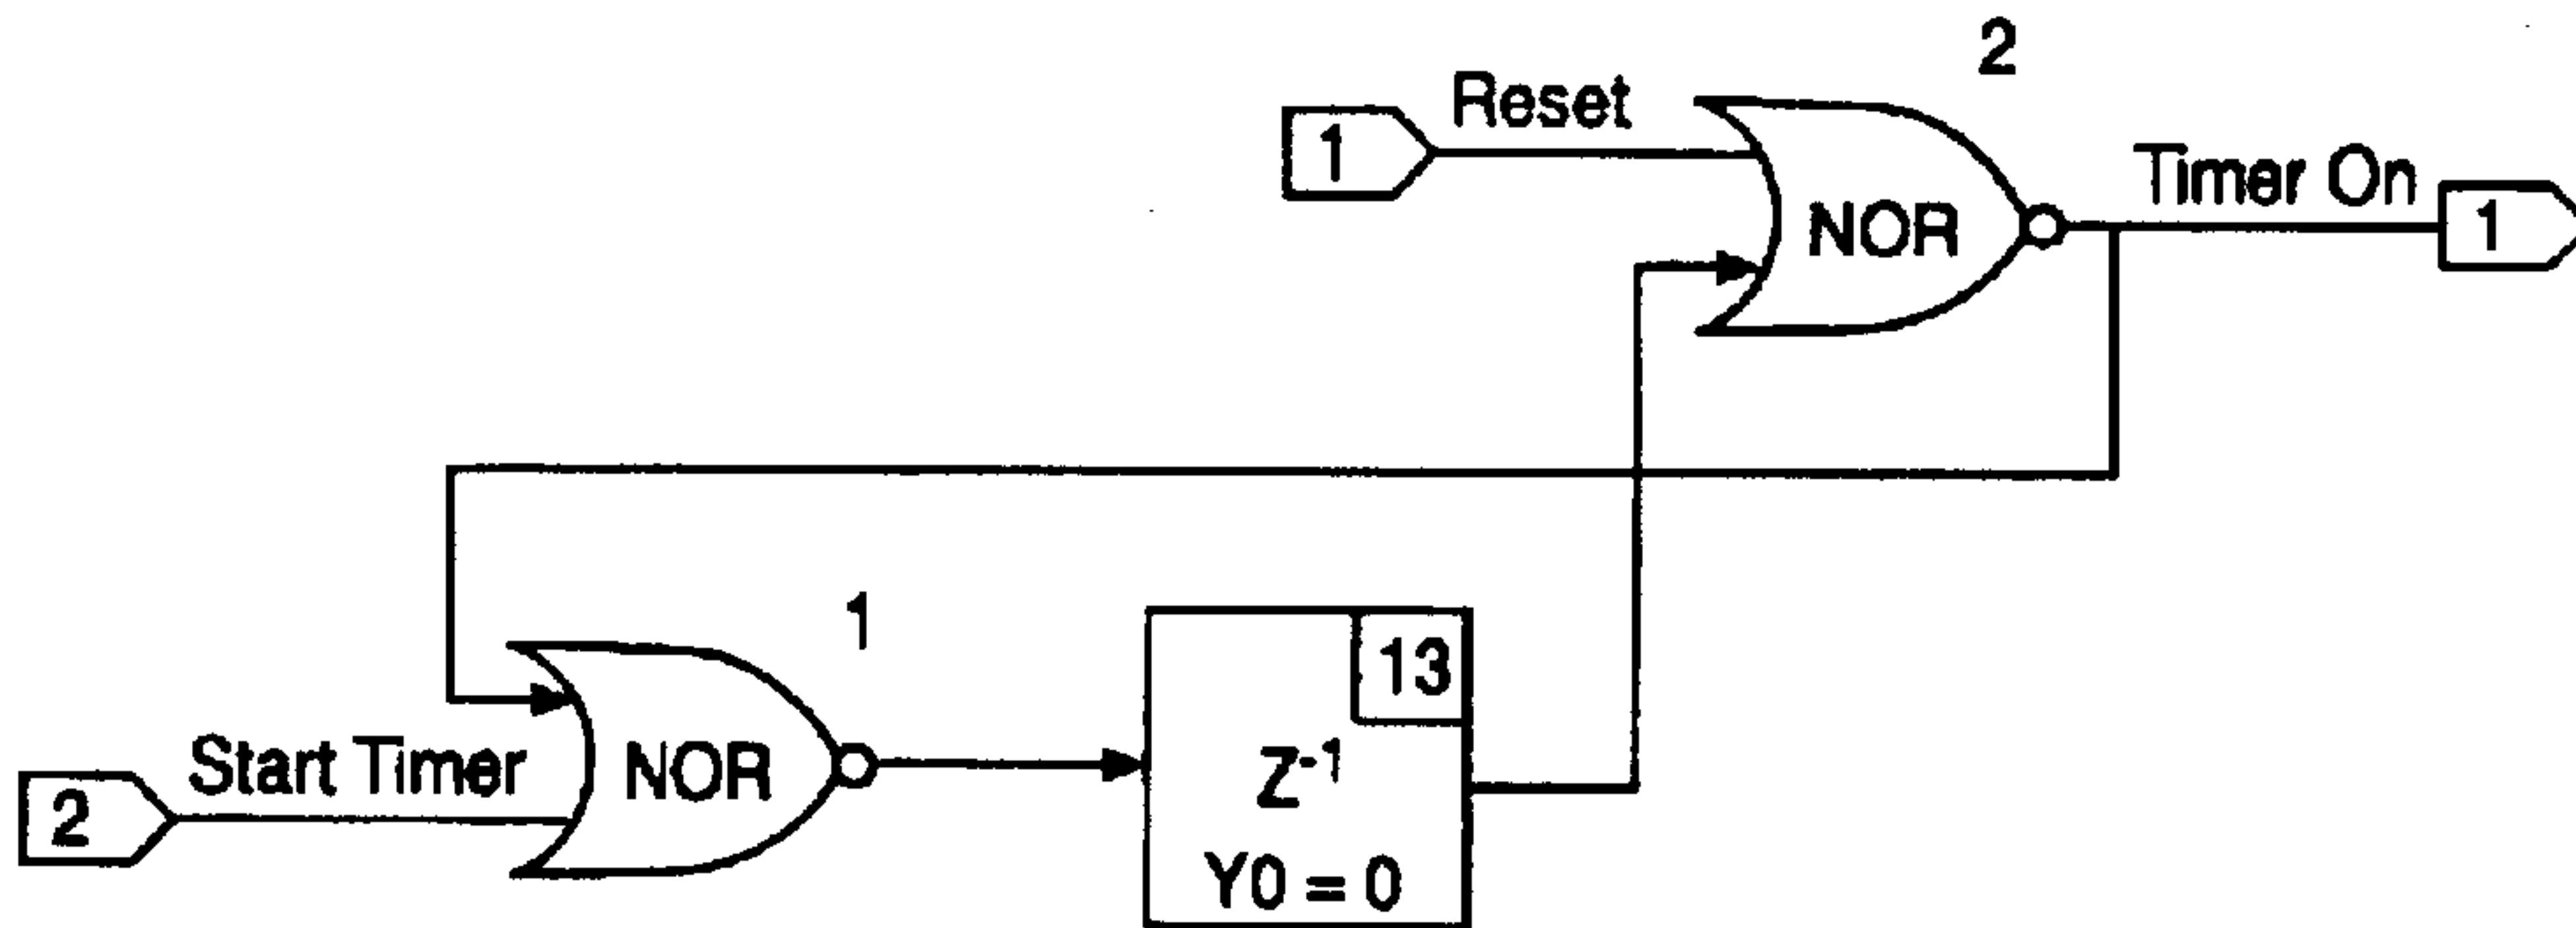 2
1
Reset
NOR
Timer On
1
1
13
Start Timer
2
NOR
Z⁻¹
Y0 = 0